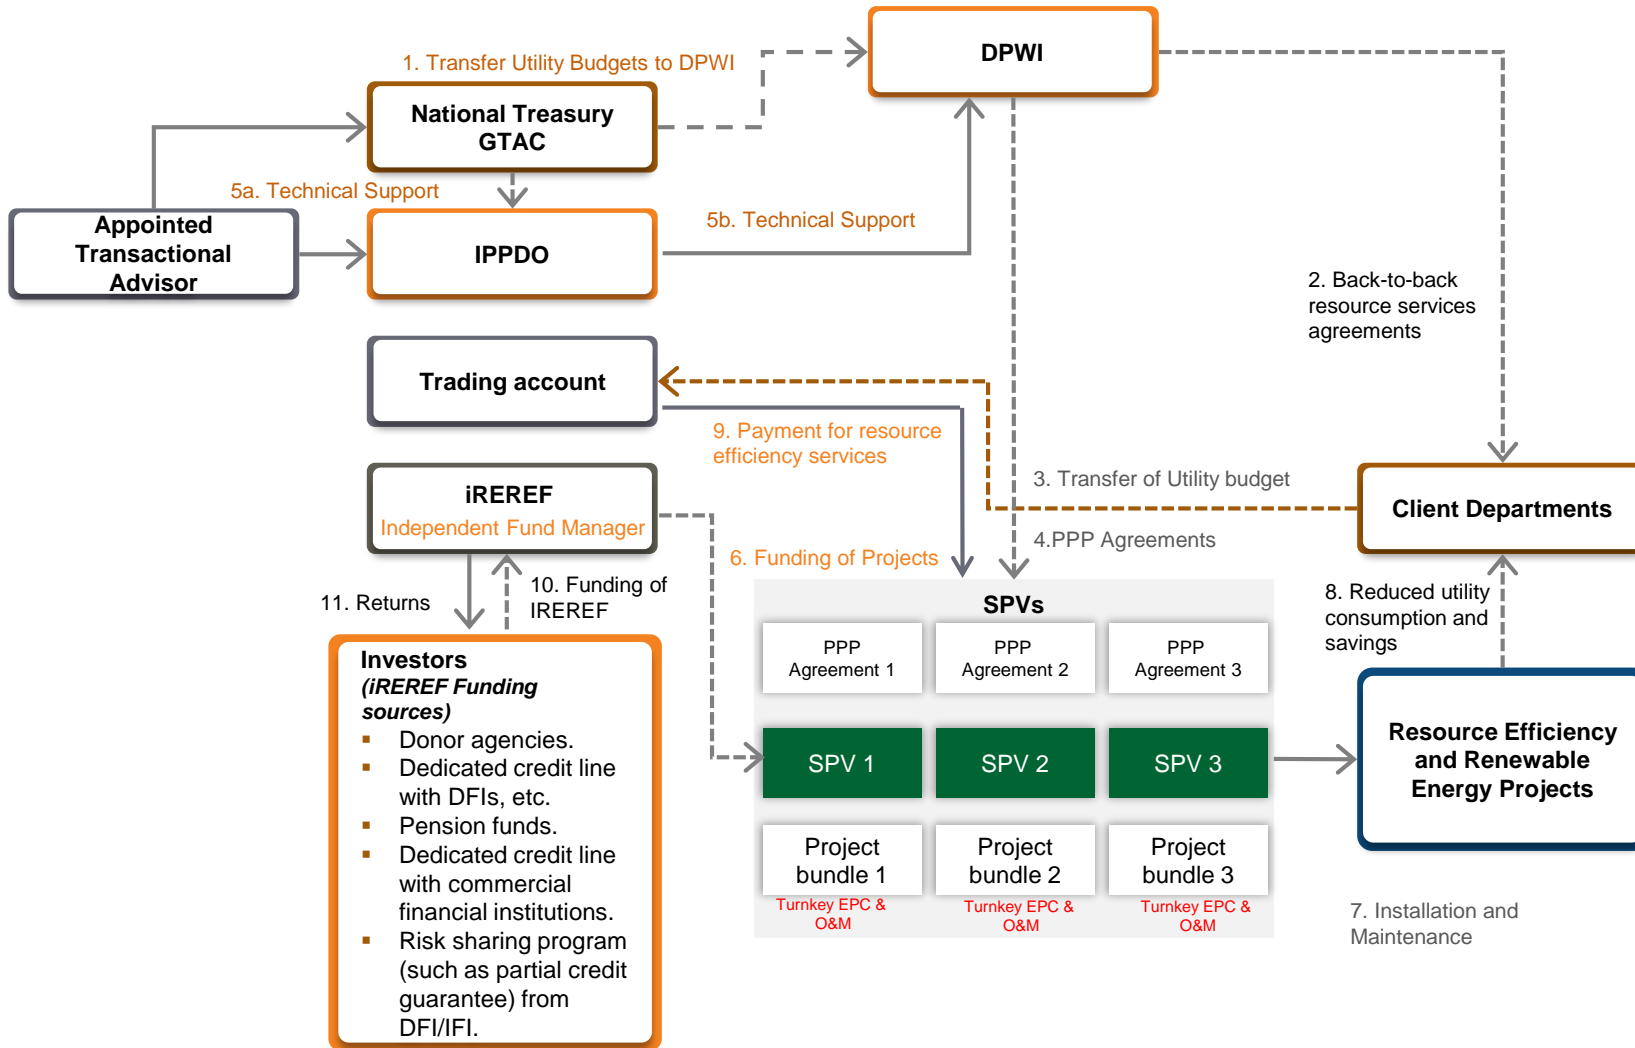 DPWI
1. Transfer Utility Budgets to DPWI
National Treasury
GTAC
5a. Technical Support
Appointed
Transactional
Advisor
IPPDO
5b. Technical Support
2. Back-to-back
resource services
agreements
Trading account
9. Payment for resource
efficiency services
3. Transfer of Utility budget
Client Departments
iREREF
Independent Fund Manager
4.PPP Agreements
6. Funding of Projects
11. Returns
10. Funding of
IREREF
8. Reduced utility
consumption and
savings
SPVs
PPP
Agreement 1
PPP
Agreement 2
PPP
Agreement 3
SPV 1
SPV 2
SPV 3
Project
bundle 1
Project
bundle 2
Project
bundle 3
Turnkey EPC &
O&M
Turnkey EPC &
O&M
Turnkey EPC &
O&M
Resource Efficiency
and Renewable
Energy Projects
7. Installation and
Maintenance
Investors
(iREREF Funding
sources)
▪ Donor agencies.
▪ Dedicated credit line
with DFIs, etc.
▪ Pension funds.
▪ Dedicated credit line
with commercial
financial institutions.
▪ Risk sharing program
(such as partial credit
guarantee) from
DFI/IFI.